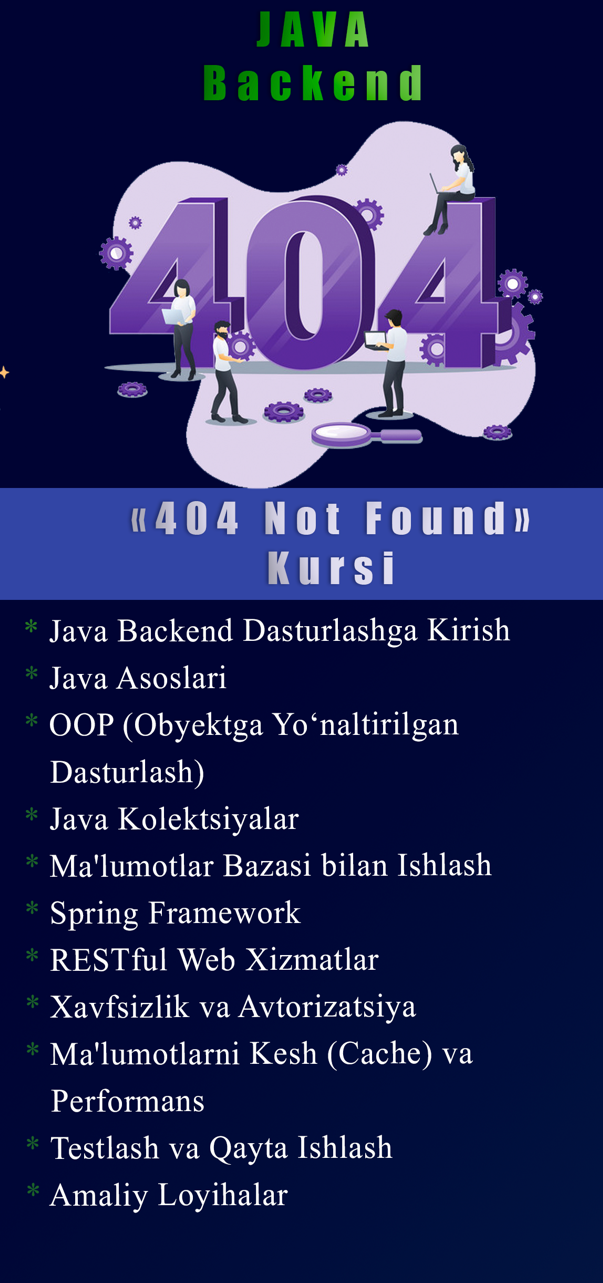 JAVA
Backend
404
«404 Not Found»
Kursi
* Java Backend Dasturlashga Kirish
* Java Asoslari
* OOP (Obyektga Yo‘naltirilgan
Dasturlash)
* Java Kolektsiyalar
* Ma'lumotlar Bazasi bilan Ishlash
* Spring Framework
* RESTful Web Xizmatlar
* Xavfsizlik va Avtorizatsiya
* Ma'lumotlarni Kesh (Cache) va
Performans
* Testlash va Qayta Ishlash
* Amaliy Loyihalar